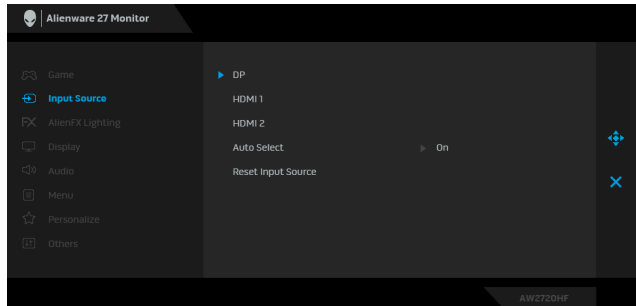 Alienware 27 Monitor
Game
Input Source
FX AlienFX Lighting
Display
Audio
Menu
Personalize
Others
DP
HDMI 1
HDMI 2
Auto Select On
Reset Input Source
AW2720HF